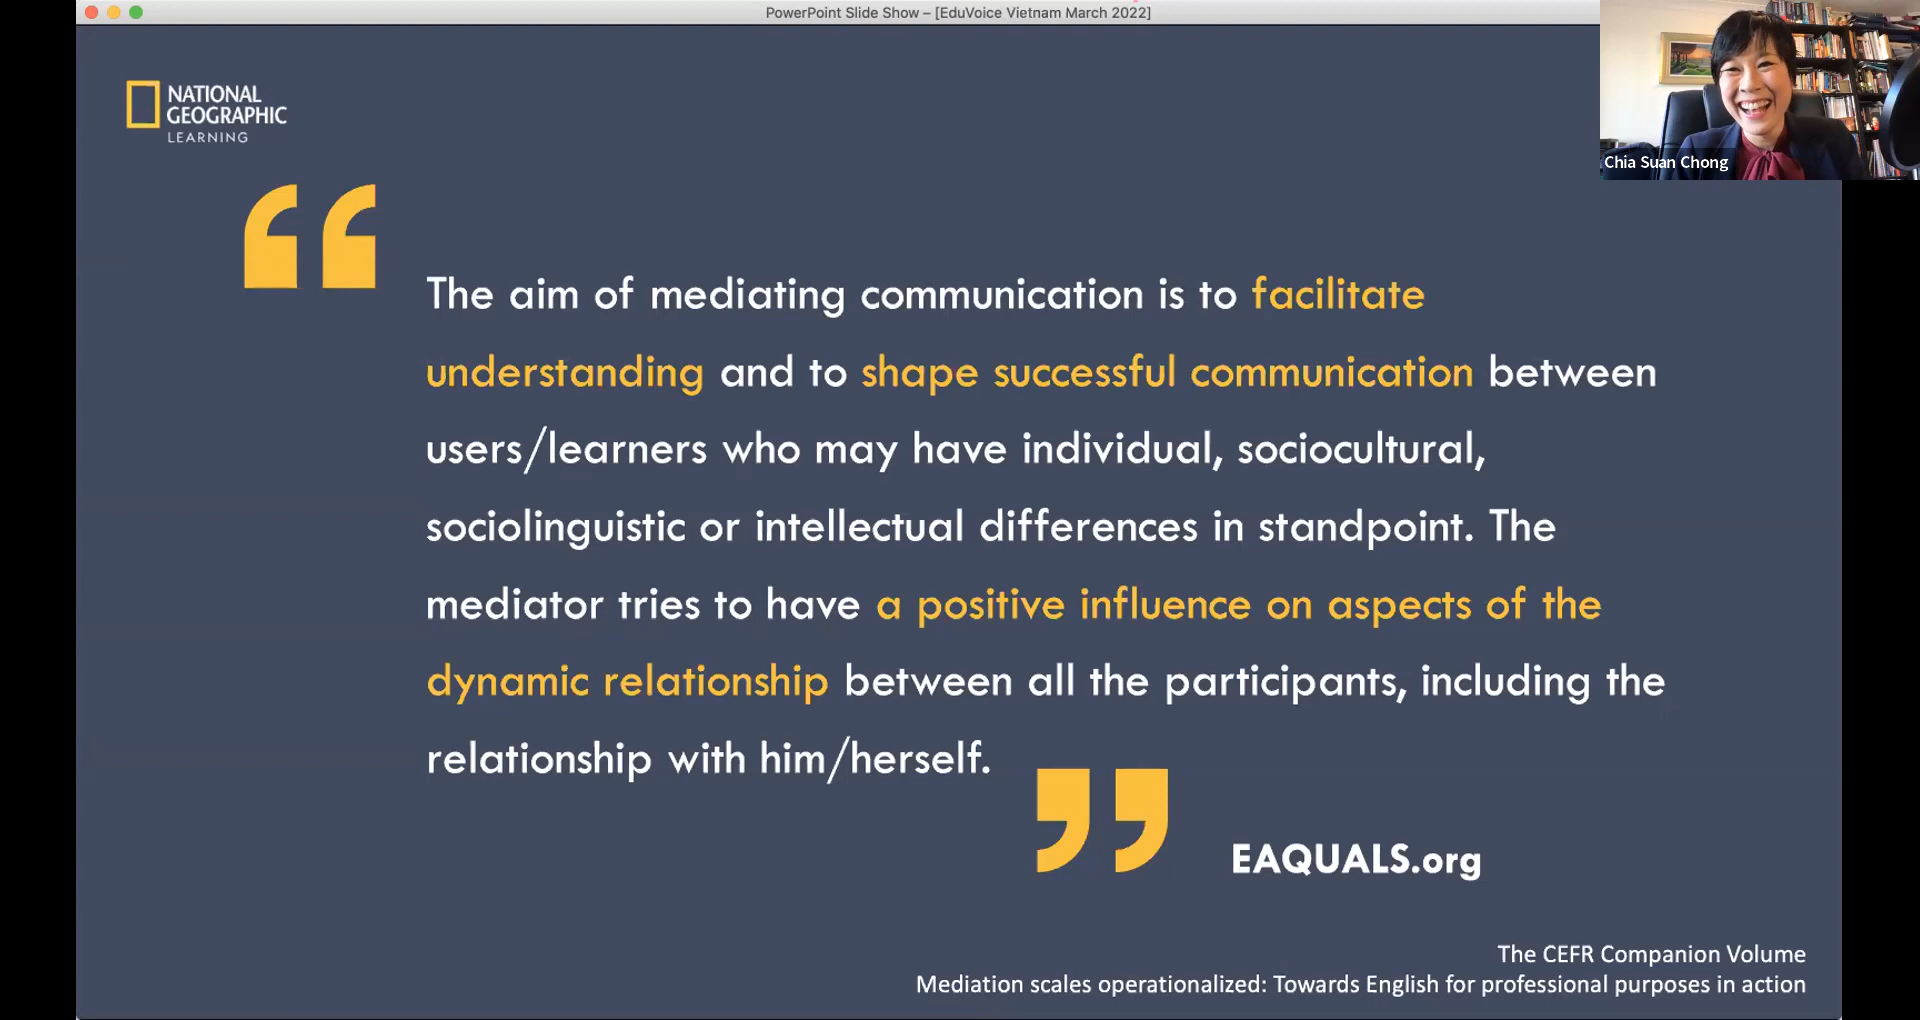 PowerPoint Slide Show – [EduVoice Vietnam March 2022]
NATIONAL
GEOGRAPHIC
LEARNING
Chia Suan Chong
“
The aim of mediating communication is to facilitate
understanding and to shape successful communication between
users/learners who may have individual, sociocultural,
sociolinguistic or intellectual differences in standpoint. The
mediator tries to have a positive influence on aspects of the
dynamic relationship between all the participants, including the
relationship with him/herself.
”
EAQUALS.org
The CEFR Companion Volume
Mediation scales operationalized: Towards English for professional purposes in action